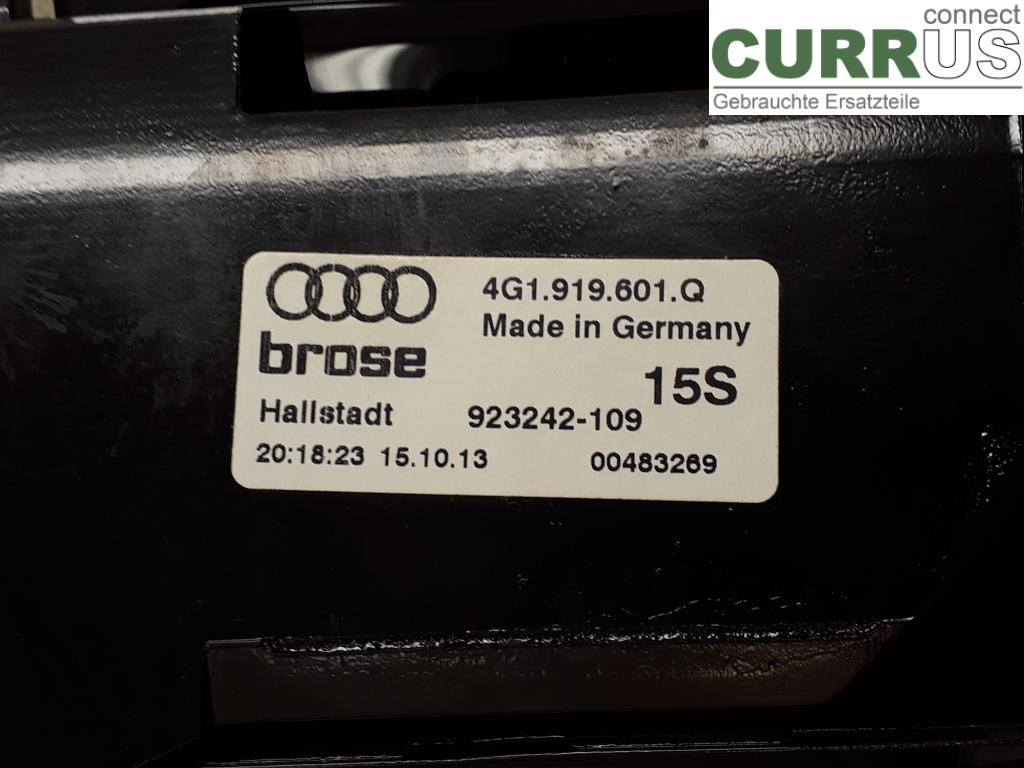 connect
CURRUS
Gebrauchte Ersatzteile
4G1.919.601.Q
Made in Germany
brose
15S
Hallstadt 923242-109
20:18:23 15.10.13 00483269